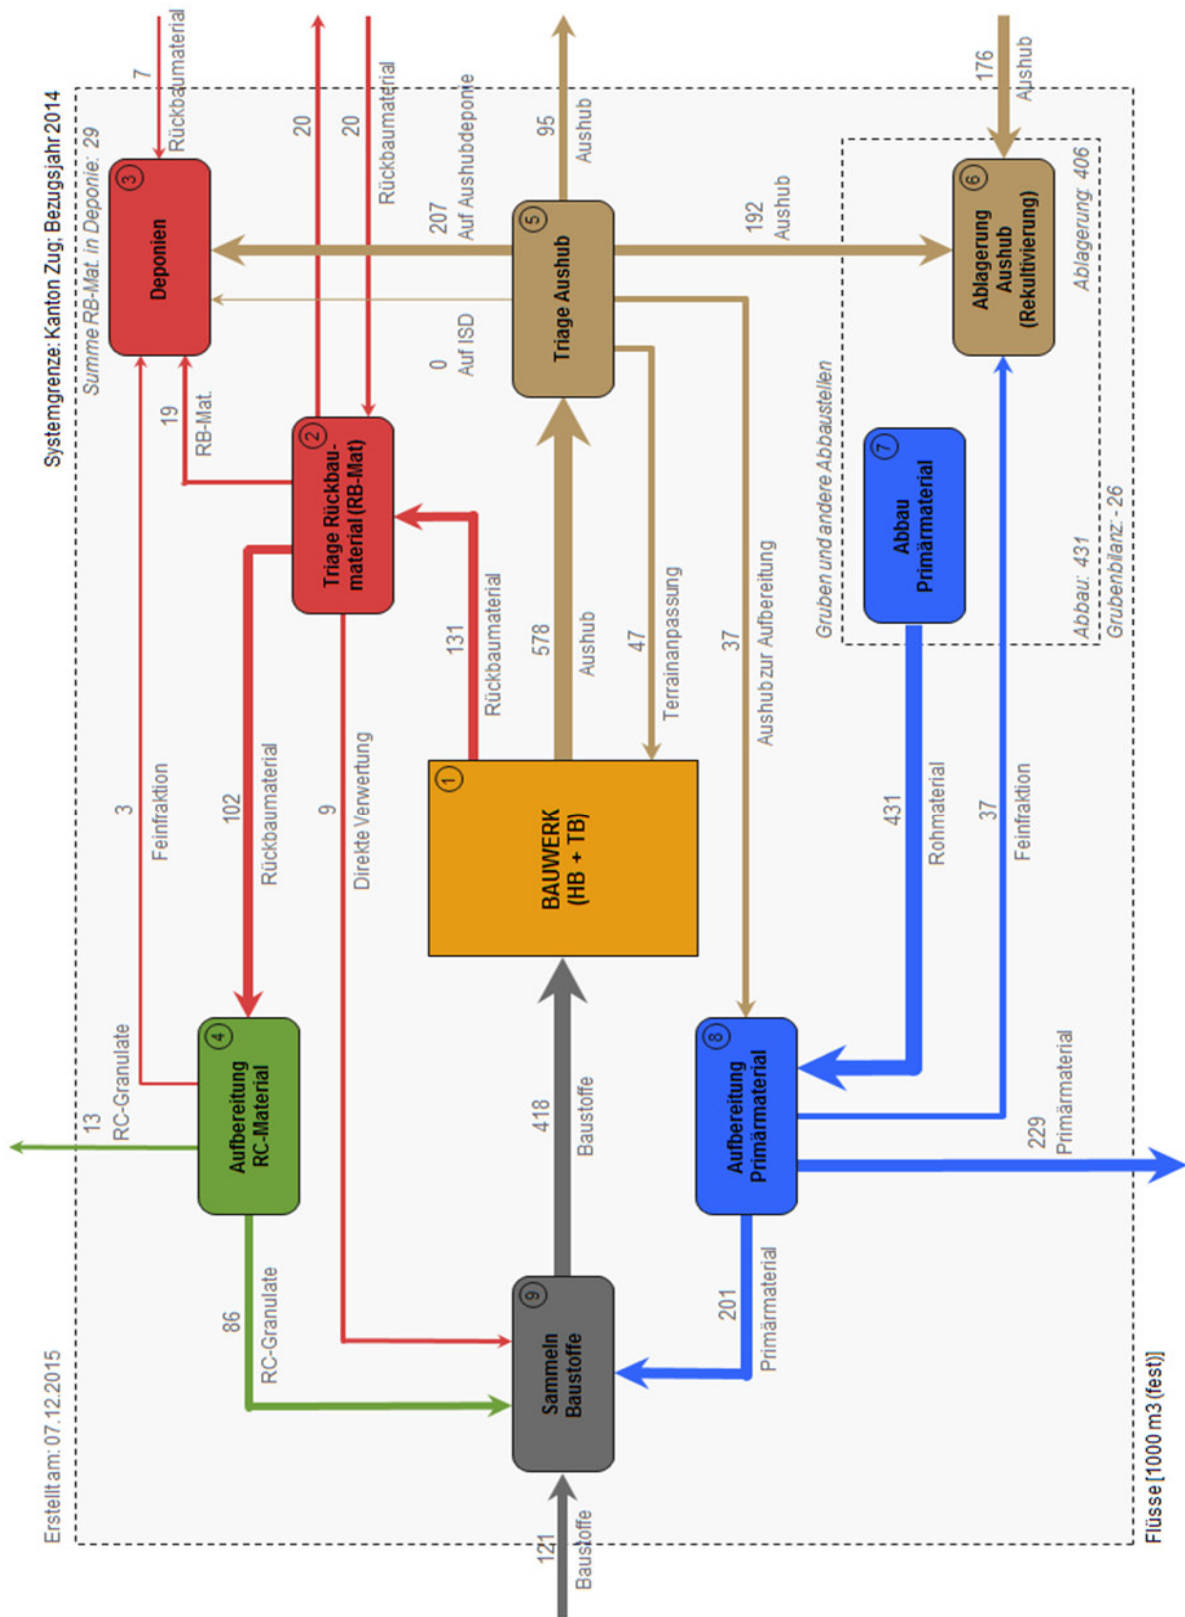 Erstellt am: 07.12.2015
Systemgrenze: Kanton Zug; Bezugsjahr 2014
Summe RB-Mat. in Deponie: 29
13
RC-Granulate
3
Feinfraktion
19
RB-Mat.
3
Deponien
7
Rückbaumaterial
4
Aufbereitung
RC-Material
86
RC-Granulate
102
Rückbaumaterial
9
Direkte Verwertung
2
Triage Rückbau-
material (RB-Mat)
20
20
Rückbaumaterial
131
Rückbaumaterial
0
Auf ISD
207
Auf Aushubdeponie
121
Baustoffe
9
Sammeln
Baustoffe
418
Baustoffe
1
BAUWERK
(HB + TB)
578
Aushub
5
Triage Aushub
95
Aushub
47
Terrainanpassung
37
Aushub zur Aufbereitung
192
Aushub
201
Primärmaterial
8
Aufbereitung
Primärmaterial
431
Rohmaterial
Gruben und andere Abbaustellen
7
Abbau
Primärmaterial
6
Ablagerung
Aushub
(Rekultivierung)
176
Aushub
37
Feinfraktion
229
Primärmaterial
Abbau: 431
Ablagerung: 406
Grubenbilanz: - 26
Flüsse [1000 m3 (fest)]